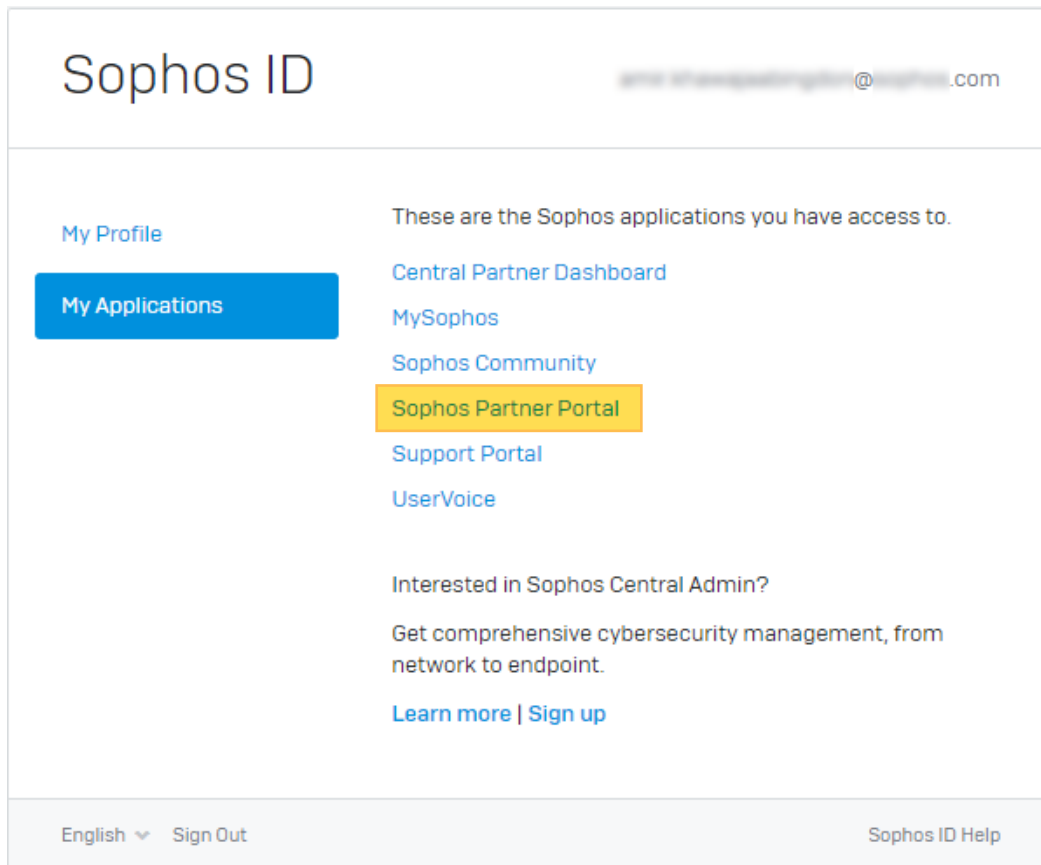 Sophos ID
@ .com
My Profile
My Applications
These are the Sophos applications you have access to.
Central Partner Dashboard
MySophos
Sophos Community
Sophos Partner Portal
Support Portal
UserVoice
Interested in Sophos Central Admin?
Get comprehensive cybersecurity management, from
network to endpoint.
Learn more | Sign up
English
Sign Out
Sophos ID Help